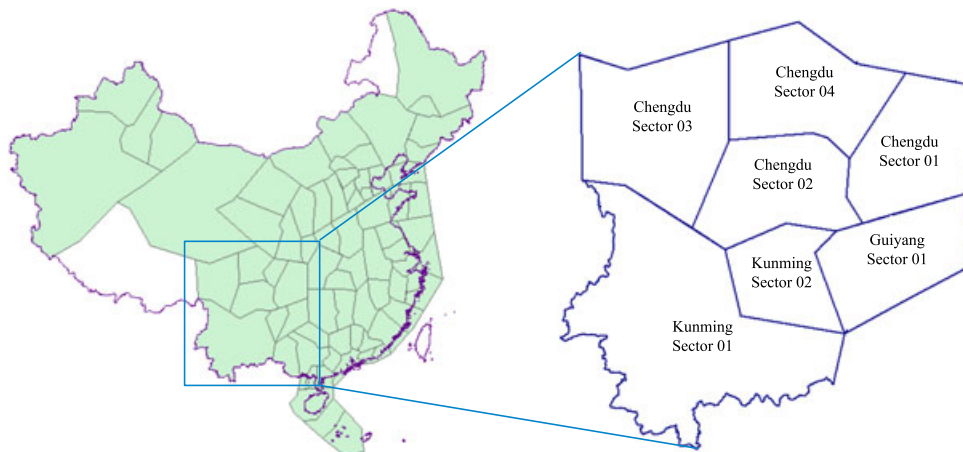 Chengdu
Sector 04
Chengdu
Sector 03
Chengdu
Sector 01
Chengdu
Sector 02
Guiyang
Sector 01
Kunming
Sector 02
Kunming
Sector 01